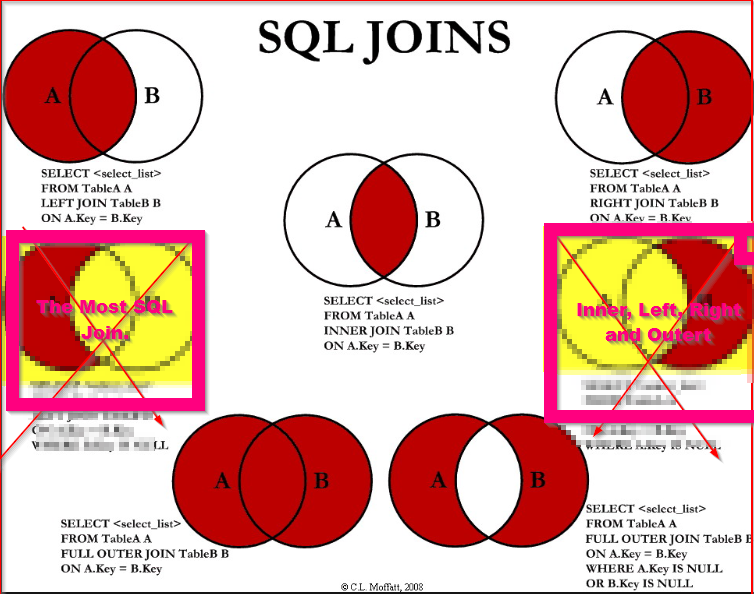 SQL JOINS
A B
SELECT <select_list>
FROM TableA A
LEFT JOIN TableB B
ON A.Key = B.Key
A B
SELECT <select_list>
FROM TableA A
RIGHT JOIN TableB B
ON A.Key = B.Key
A B
SELECT <select_list>
FROM TableA A
INNER JOIN TableB B
ON A.Key = B.Key
The Most SQL
Join.
Inner, Left, Right
and Outert
WHERE A.Key IS NULL
A B
SELECT <select_list>
FROM TableA A
FULL OUTER JOIN TableB B
ON A.Key = B.Key
A B
SELECT <select_list>
FROM TableA A
FULL OUTER JOIN TableB B
ON A.Key = B.Key
WHERE A.Key IS NULL
OR B.Key IS NULL
© C.L. Moffatt, 2008